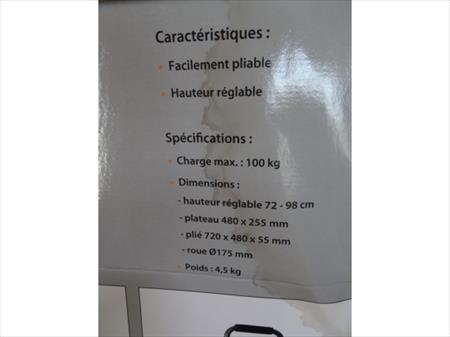 Caractéristiques :
• Facilement pliable
• Hauteur réglable
Spécifications :
• Charge max. : 100 kg
• Dimensions :
- hauteur réglable 72 - 98 cm
- plateau 480 x 255 mm
- plié 720 x 480 x 55 mm
- roue Ø175 mm
• Poids : 4,5 kg